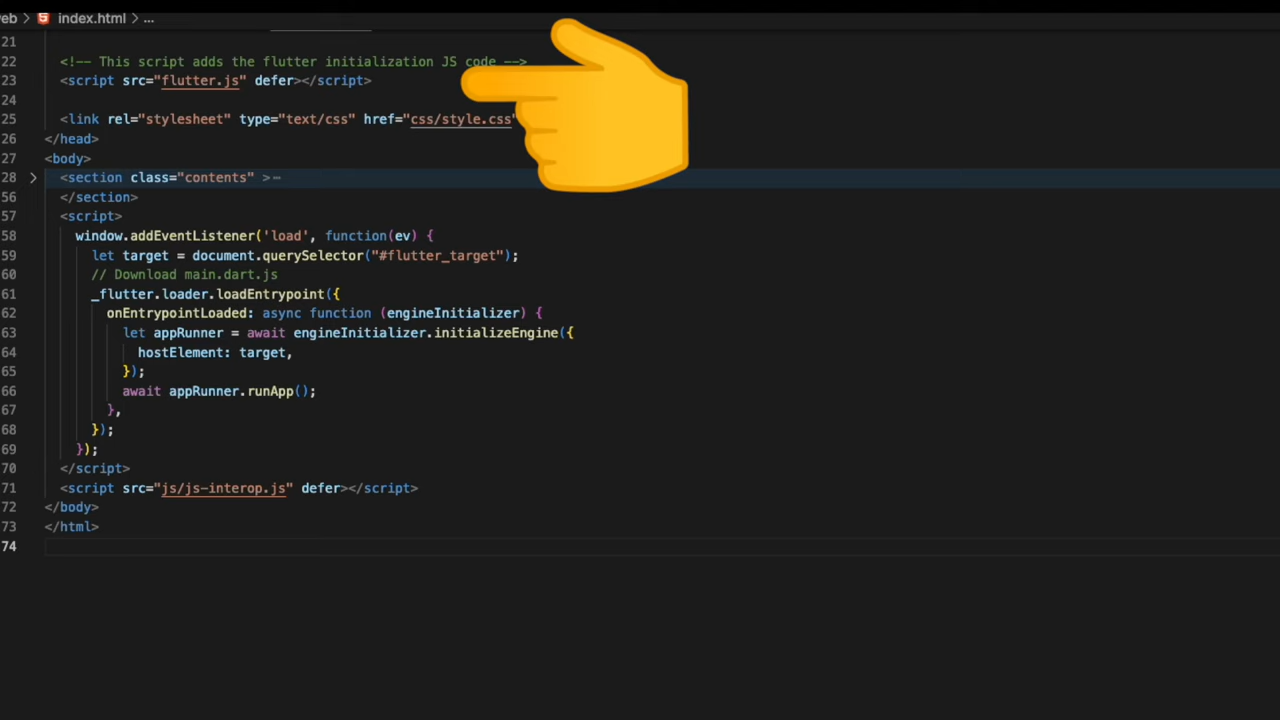 eb > index.html > ...
21
22 <!-- This script adds the flutter initialization JS code -->
23 <script src="flutter.js" defer></script>
24
25 <link rel="stylesheet" type="text/css" href="css/style.css"
26 </head>
27 <body>
28 <section class="contents" >⋯
56 </section>
57 <script>
58 window.addEventListener('load', function(ev) {
59 let target = document.querySelector("#flutter_target");
60 // Download main.dart.js
61 _flutter.loader.loadEntrypoint({
62 onEntrypointLoaded: async function (engineInitializer) {
63 let appRunner = await engineInitializer.initializeEngine({
64 hostElement: target,
65 });
66 await appRunner.runApp();
67 },
68 });
69 });
70 </script>
71 <script src="js/js-interop.js" defer></script>
72 </body>
73 </html>
74